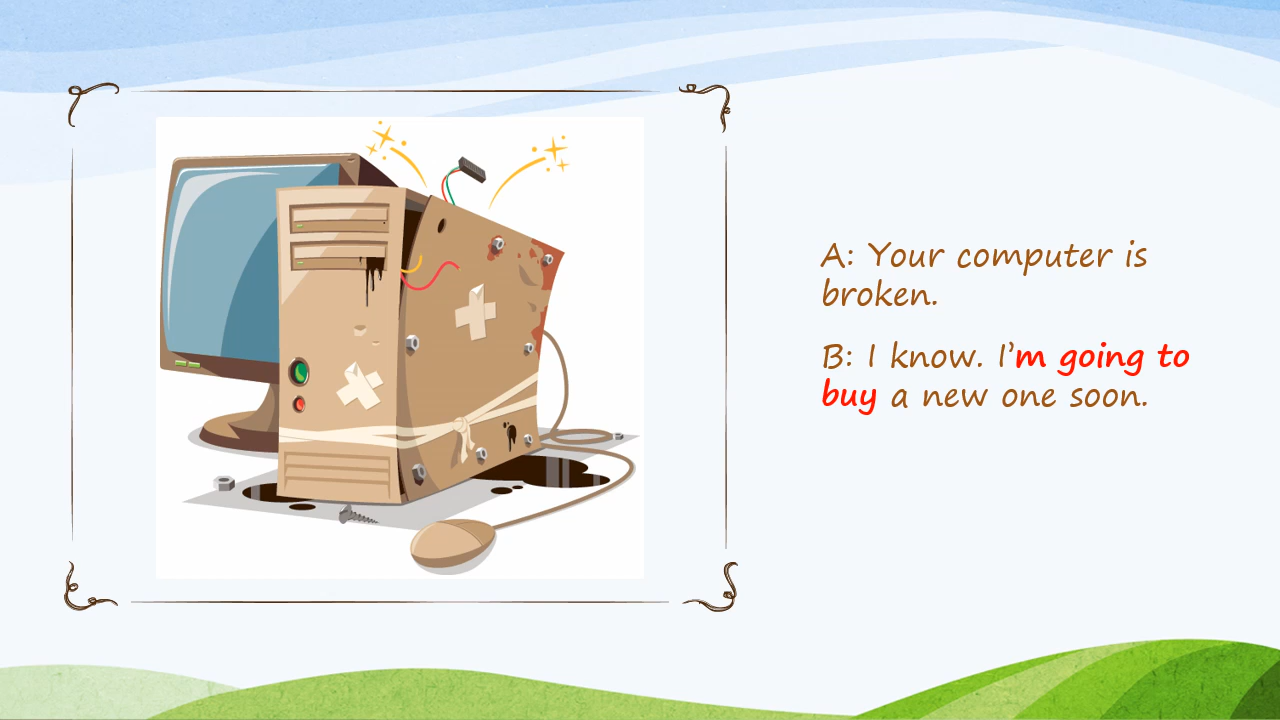 A: Your computer is
broken.
B: I know. I’m going to
buy a new one soon.